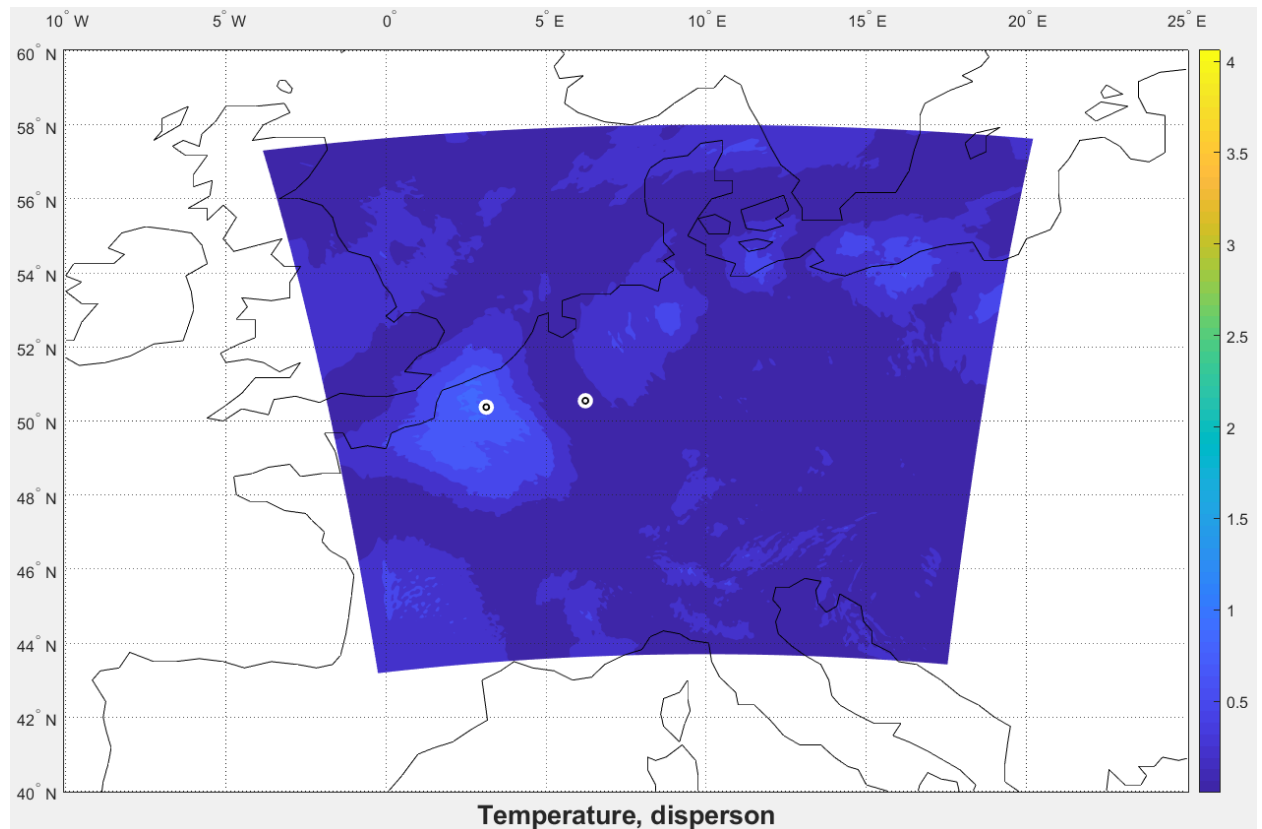 10° W 5° W 0° 5° E 10° E 15° E 20° E 25° E
60° N
58° N
56° N
54° N
52° N
50° N
48° N
46° N
44° N
42° N
40° N
4
3.5
3
2.5
2
1.5
1
0.5
Temperature, disperson